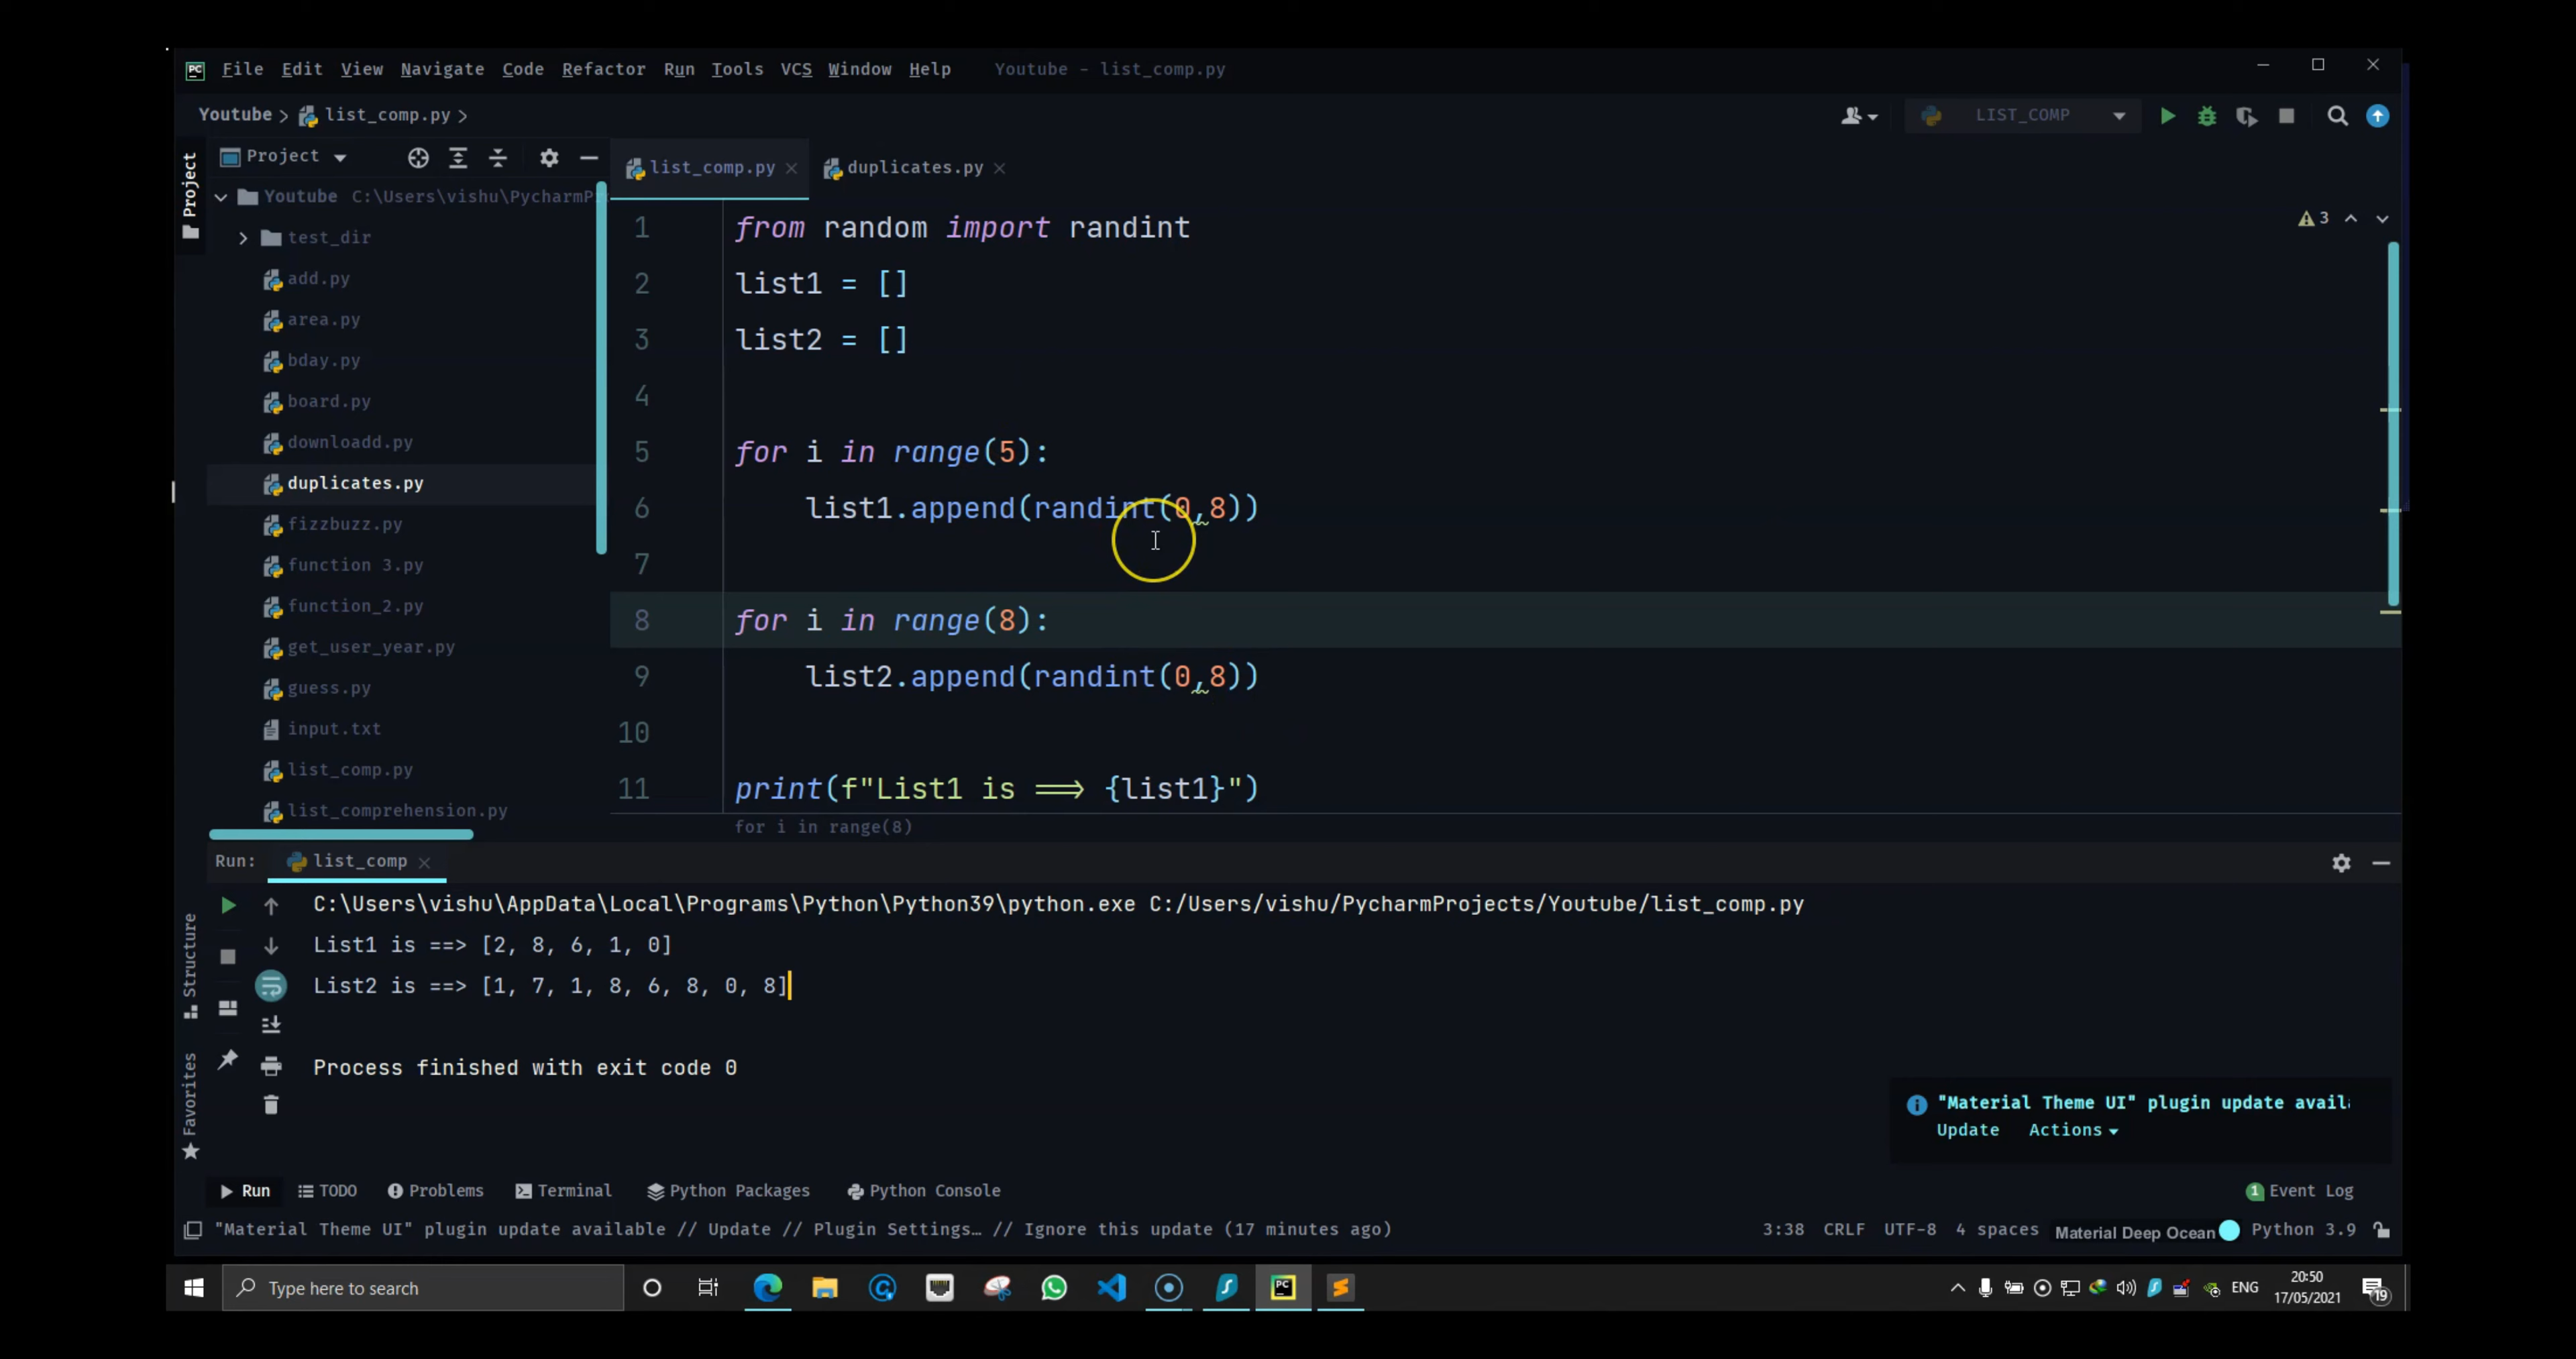 File Edit View Navigate Code Refactor Run Tools VCS Window Help Youtube - list_comp.py
Youtube > list_comp.py >
LIST_COMP
Project
Project
list_comp.py
duplicates.py
Youtube C:\Users\vishu\PycharmP
test_dir
add.py
area.py
bday.py
board.py
downloadd.py
duplicates.py
fizzbuzz.py
function 3.py
function_2.py
get_user_year.py
guess.py
input.txt
list_comp.py
list_comprehension.py
3
1 from random import randint
2 list1 = []
3 list2 = []
4
5 for i in range(5):
6 list1.append(randint(0,8))
7
8 for i in range(8):
9 list2.append(randint(0,8))
10
11 print(f"List1 is ==> {list1}")
for i in range(8)
Run: list_comp
C:\Users\vishu\AppData\Local\Programs\Python\Python39\python.exe C:/Users/vishu/PycharmProjects/Youtube/list_comp.py
List1 is ==> [2, 8, 6, 1, 0]
List2 is ==> [1, 7, 1, 8, 6, 8, 0, 8]
Process finished with exit code 0
Structure
Favorites
"Material Theme UI" plugin update avail
Update Actions
Run TODO Problems Terminal Python Packages Python Console
1 Event Log
"Material Theme UI" plugin update available // Update // Plugin Settings... // Ignore this update (17 minutes ago)
3:38 CRLF UTF-8 4 spaces Material Deep Ocean Python 3.9
Type here to search
PC
ENG
20:50
17/05/2021
19